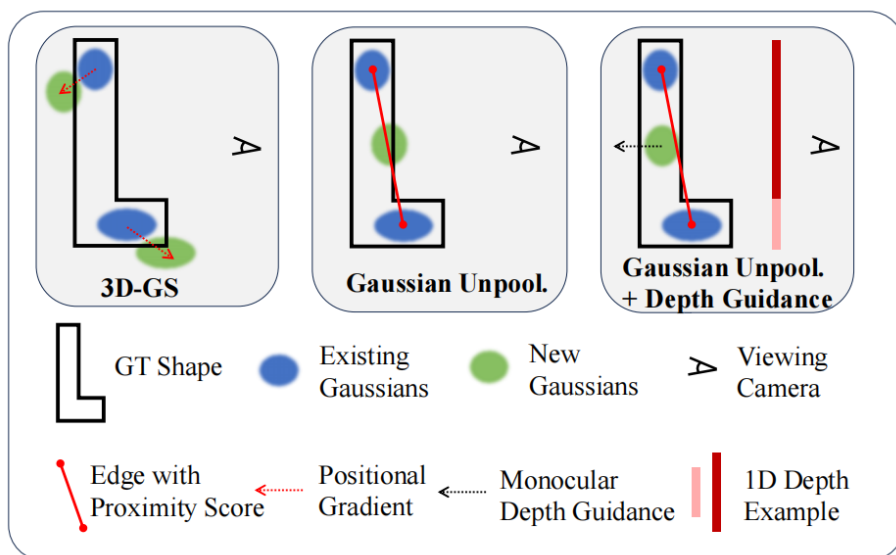 3D-GS
Gaussian Unpool.
Gaussian Unpool.
+ Depth Guidance
GT Shape
Existing
Gaussians
New
Gaussians
Viewing
Camera
Edge with
Proximity Score
Positional
Gradient
Monocular
Depth Guidance
1D Depth
Example